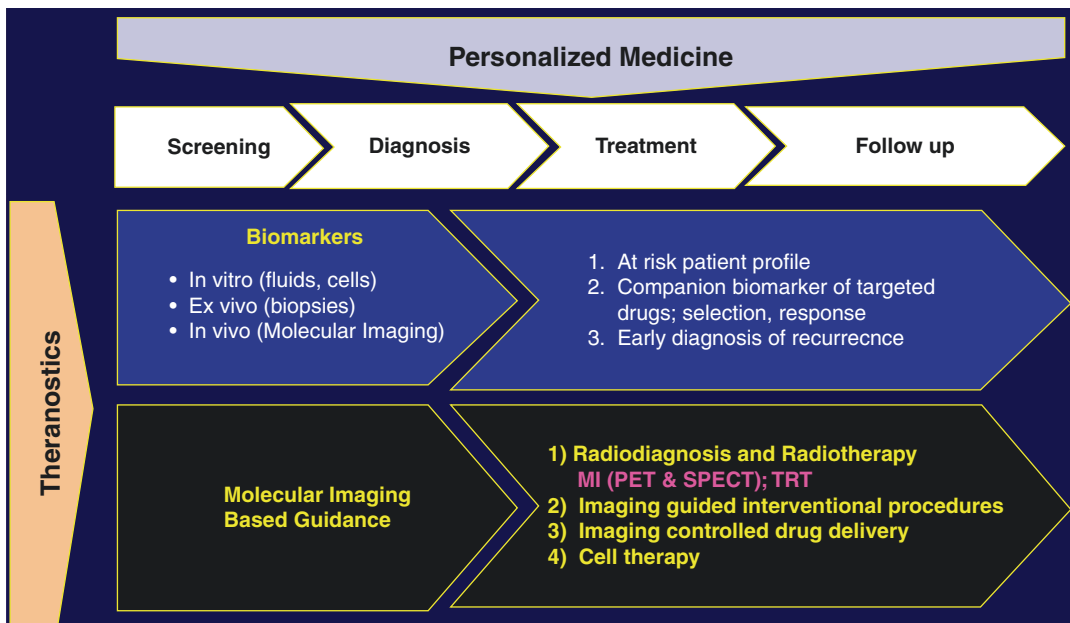 Personalized Medicine
Screening
Diagnosis
Treatment
Follow up
Theranostics
Biomarkers
• In vitro (fluids, cells)
• Ex vivo (biopsies)
• In vivo (Molecular Imaging)
1. At risk patient profile
2. Companion biomarker of targeted
drugs; selection, response
3. Early diagnosis of recurrecnce
Molecular Imaging
Based Guidance
1) Radiodiagnosis and Radiotherapy
MI (PET & SPECT); TRT
2) Imaging guided interventional procedures
3) Imaging controlled drug delivery
4) Cell therapy